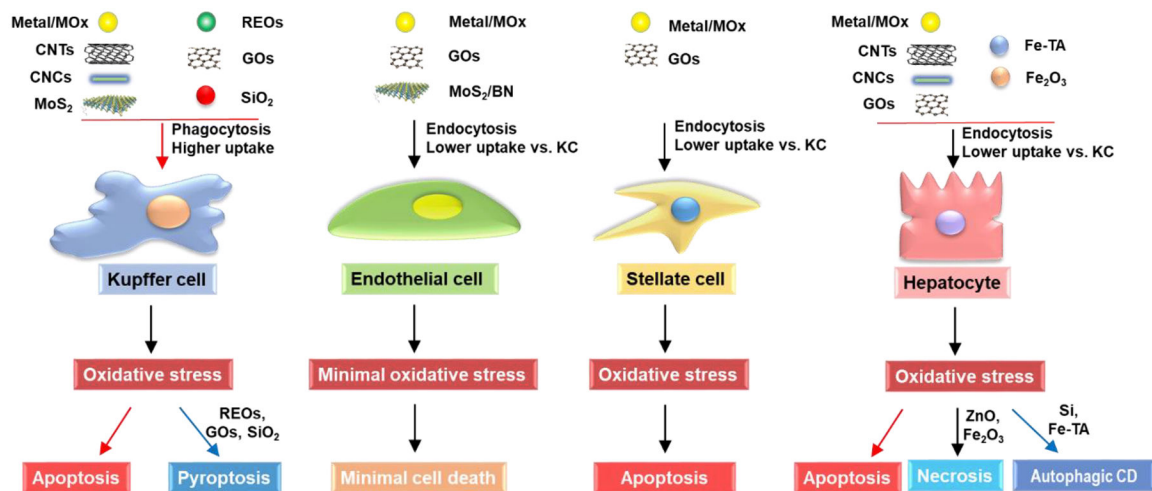 Metal/MOx
CNTs
CNCs
MoS₂
REOs
GOs
SiO₂
Phagocytosis
Higher uptake
Kupffer cell
Oxidative stress
REOs,
GOs, SiO₂
Apoptosis
Pyroptosis
Metal/MOx
GOs
MoS₂/BN
Endocytosis
Lower uptake vs. KC
Endothelial cell
Minimal oxidative stress
Minimal cell death
Metal/MOx
GOs
Endocytosis
Lower uptake vs. KC
Stellate cell
Oxidative stress
Apoptosis
Metal/MOx
CNTs
CNCs
GOs
Fe-TA
Fe₂O₃
Endocytosis
Lower uptake vs. KC
Hepatocyte
Oxidative stress
ZnO,
Fe₂O₃
Si,
Fe-TA
Apoptosis
Necrosis
Autophagic CD